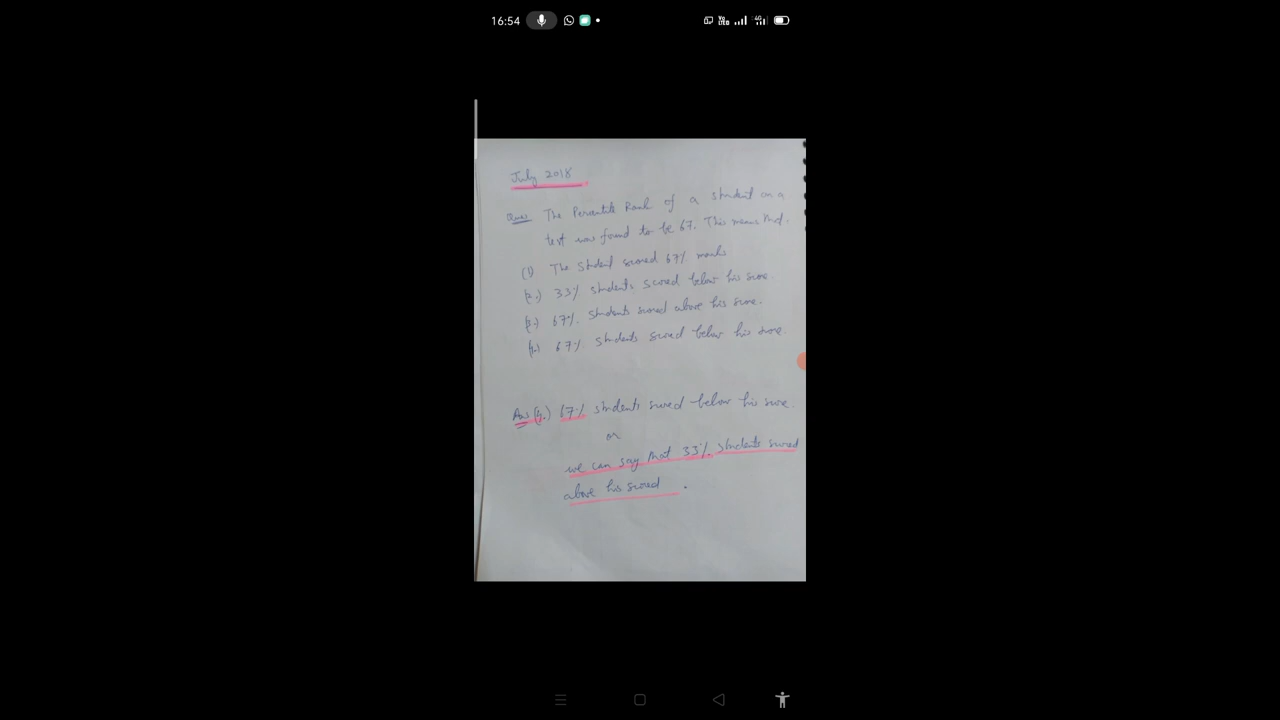 16:54
July 2018
Ques The Percentile Rank of a student on a
test was found to be 67. This means that.
(1) The Student scored 67% marks
(2.) 33% students scored below his score.
(3.) 67%. Students scored above his score.
(4.) 67% students scored below his score.
Ans (4.) 67% students scored below his score.
or
we can say that 33%. students scored
above his scored .